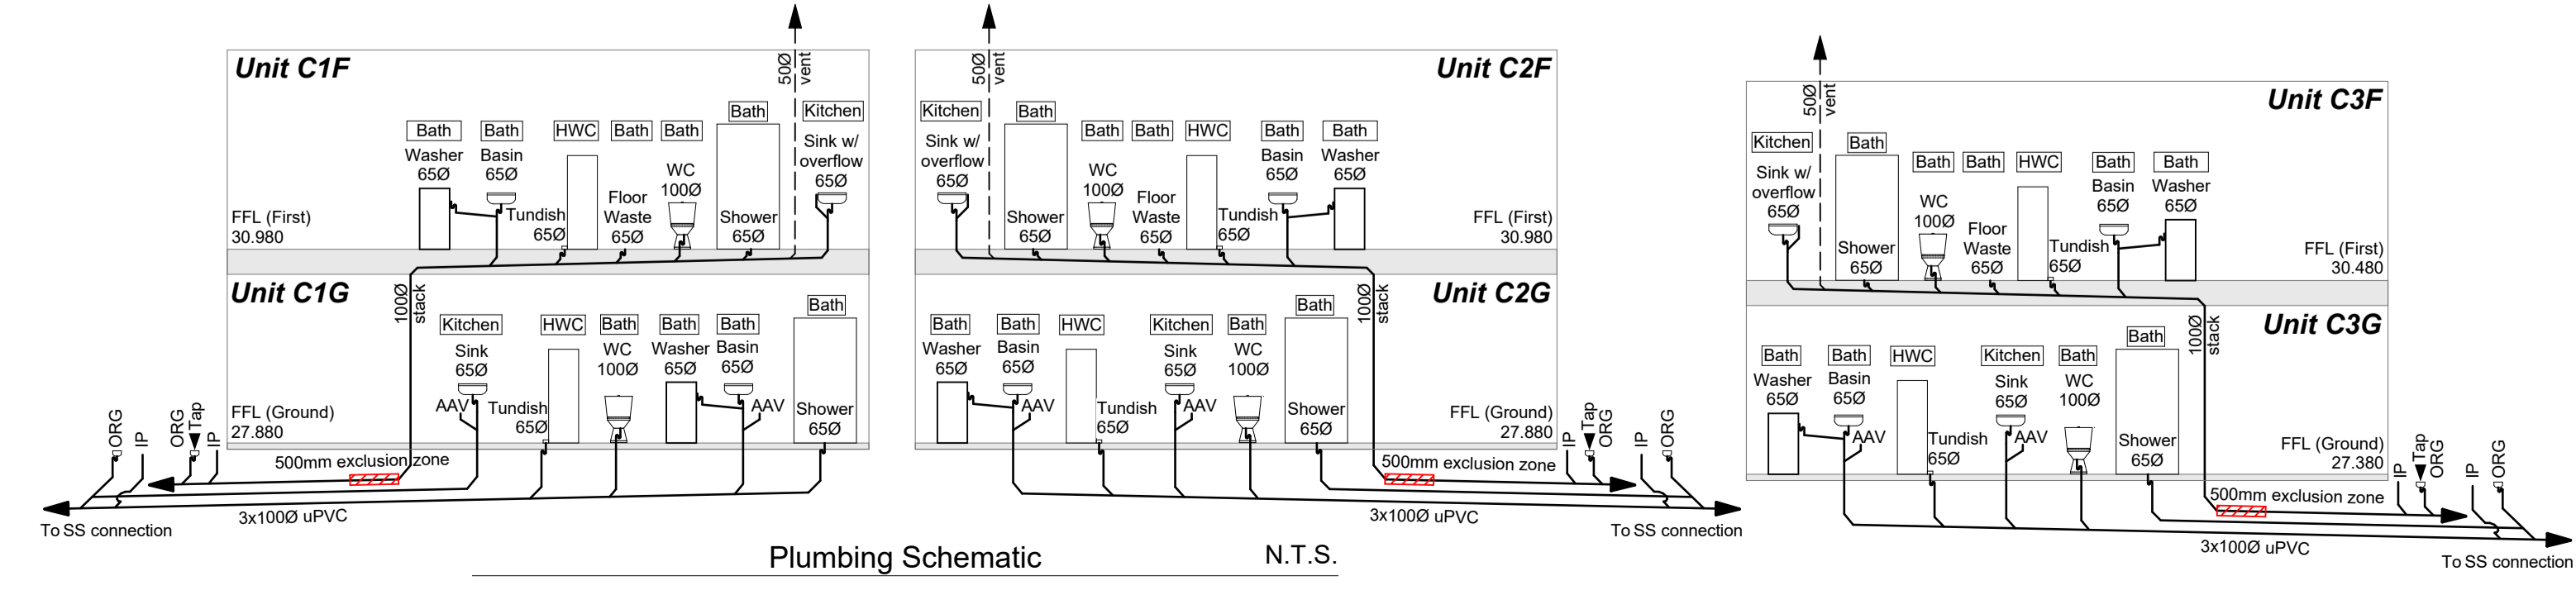 Unit C1F
50Ø
vent
Bath
Kitchen
Bath
Bath
HWC
Bath
Bath
Sink w/
overflow
65Ø
Washer
65Ø
Basin
65Ø
WC
100Ø
Floor
Waste
65Ø
Tundish
65Ø
Shower
65Ø
FFL (First)
30.980
Unit C1G
100Ø
stack
Bath
Kitchen
HWC
Bath
Bath
Bath
Sink
65Ø
WC
100Ø
Washer
65Ø
Basin
65Ø
AAV
Tundish
65Ø
AAV
Shower
65Ø
FFL (Ground)
27.880
ORG
IP
ORG
Tap
IP
500mm exclusion zone
3x100Ø uPVC
To SS connection
50Ø
vent
Unit C2F
Kitchen
Bath
Bath
Bath
HWC
Bath
Bath
Sink w/
overflow
65Ø
WC
100Ø
Basin
65Ø
Washer
65Ø
Shower
65Ø
Floor
Waste
65Ø
Tundish
65Ø
FFL (First)
30.980
Unit C2G
100Ø
stack
Bath
Bath
Bath
HWC
Kitchen
Bath
Washer
65Ø
Basin
65Ø
Sink
65Ø
WC
100Ø
AAV
Tundish
65Ø
AAV
Shower
65Ø
FFL (Ground)
27.880
IP
Tap
ORG
IP
ORG
500mm exclusion zone
3x100Ø uPVC
To SS connection
50Ø
vent
Unit C3F
Kitchen
Bath
Bath
Bath
HWC
Bath
Bath
Sink w/
overflow
65Ø
WC
100Ø
Basin
65Ø
Washer
65Ø
Shower
65Ø
Floor
Waste
65Ø
Tundish
65Ø
FFL (First)
30.480
Unit C3G
100Ø
stack
Bath
Bath
Bath
HWC
Kitchen
Bath
Washer
65Ø
Basin
65Ø
Sink
65Ø
WC
100Ø
AAV
Tundish
65Ø
AAV
Shower
65Ø
FFL (Ground)
27.380
IP
Tap
ORG
IP
ORG
500mm exclusion zone
3x100Ø uPVC
To SS connection
Plumbing Schematic
N.T.S.